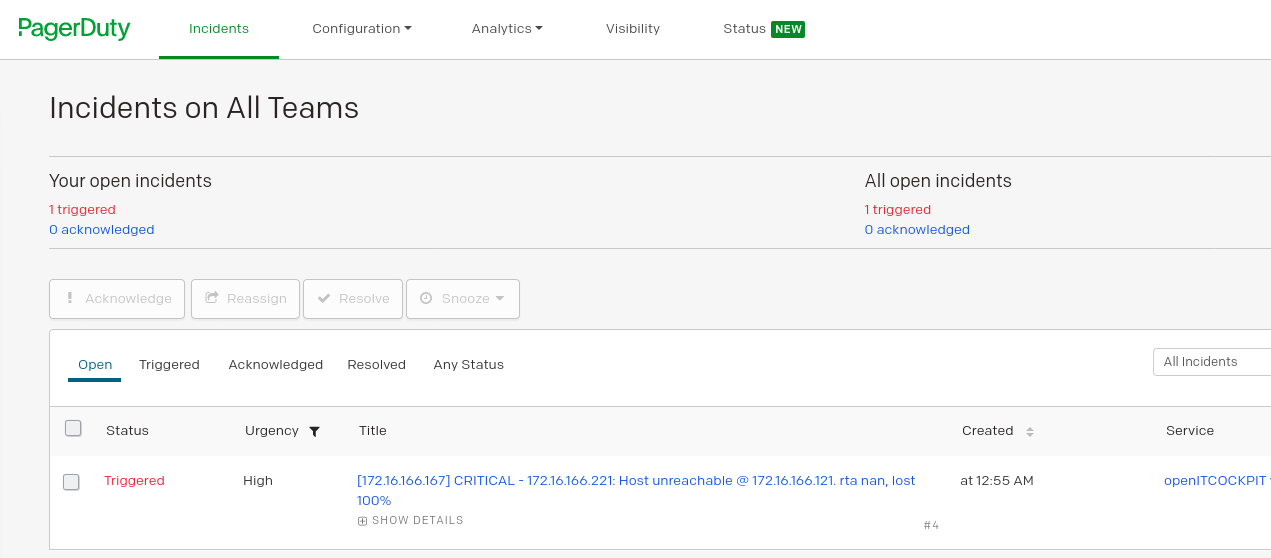 PagerDuty Incidents Configuration Analytics Visibility Status NEW
Incidents on All Teams
Your open incidents All open incidents
1 triggered 1 triggered
0 acknowledged 0 acknowledged
Acknowledge Reassign Resolve Snooze
Open Triggered Acknowledged Resolved Any Status All Incidents
Status Urgency Title Created Service
Triggered High [172.16.166.167] CRITICAL - 172.16.166.221: Host unreachable @ 172.16.166.121. rta nan, lost at 12:55 AM openITCOCKPIT
100%
SHOW DETAILS #4